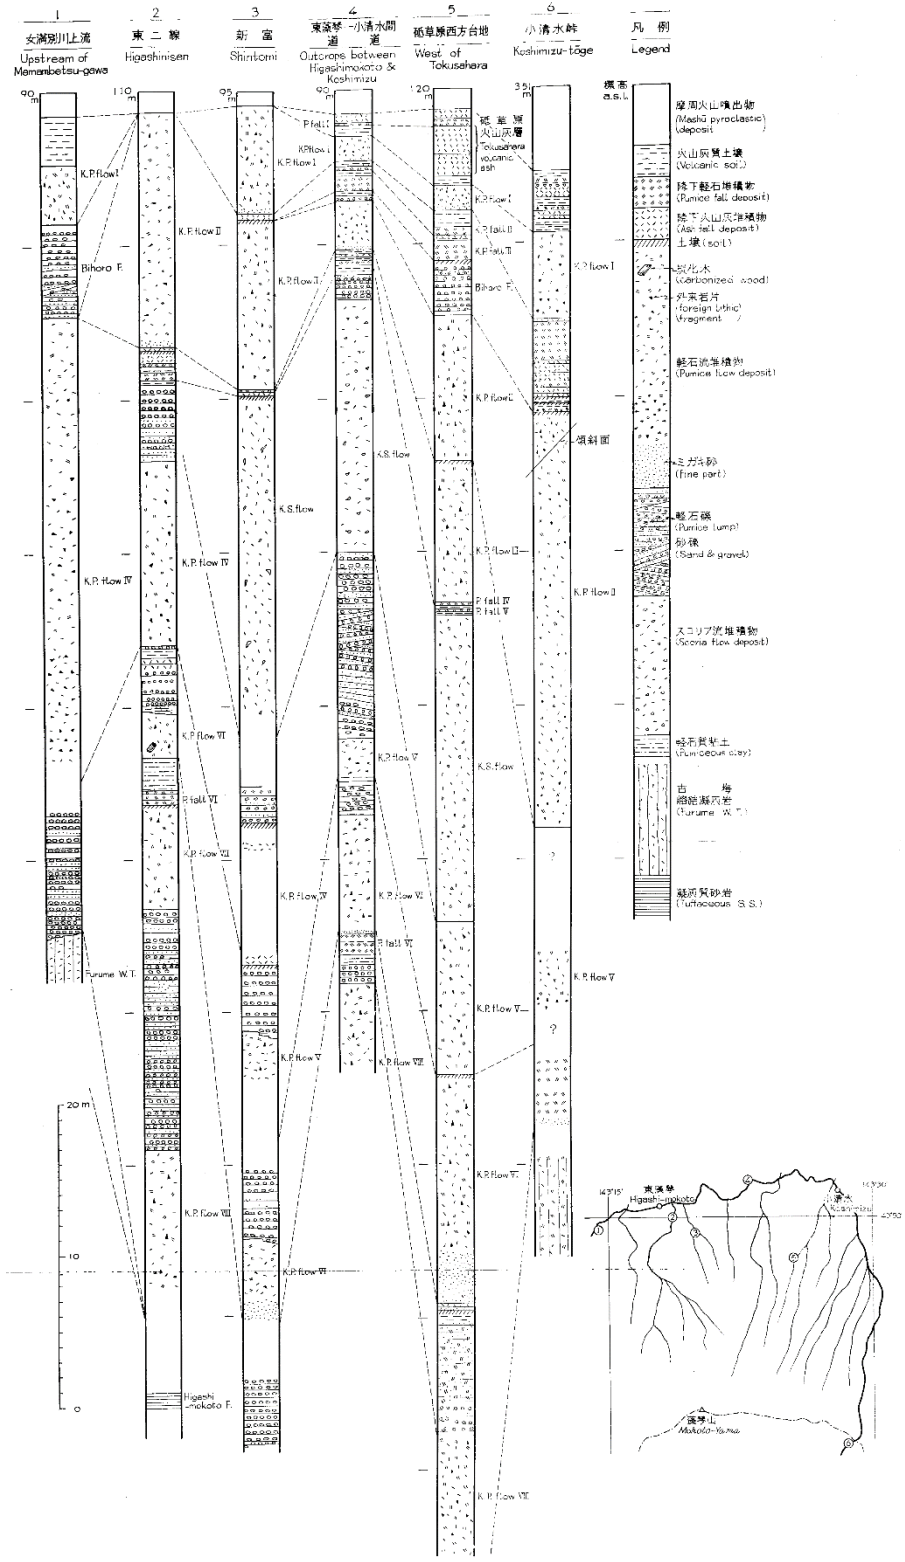 1
女満別川上流
Upstream of
Memambetsu-gawa
90
m
K.P.flow I
Bihoro F.
K.P. flow IV
Furume W.T.
20 m
10
0
2
東二線
Higashinisen
110
m
K.P. flow II
K.P. flow IV
K.P. flow VI
P. fall VI
K.P. flow VII
K.P. flow VIII
Higashi
-mokoto F.
3
新富
Shintomi
95
m
K.P. flow I
K.P. flow II
K.S. flow
K.P. flow IV
K.P. flow V
K.P. flow VI
4
東藻琴―小清水間
道道
Outcrops between
Higashimokoto &
Koshimizu
90
m
P.fall I
K.P.flow I
K.S. flow
K.P. flow V
K.P. flow VI
P. fall VI
K.P. flow VII
5
砥草原西方台地
West of
Tokusahara
120
m
砥草原
火山灰層
Tokusahara
volcanic
ash
K.P. flow I
K.P. fall II
K.P. fall III
Bihoro F.
K.P. flow II
K.P. flow III
P. fall IV
P. fall V
K.S. flow
K.P. flow V
K.P. flow VI
K.P. flow VII
6
小清水峠
Koshimizu-tōge
351
m
K.P. flow I
傾斜面
K.P. flow II
?
K.P. flow V
?
凡例
Legend
標高
a.s.l.
摩周火山噴出物
(Mashū pyroclastic)
deposit
火山灰質土壌
(Volcanic soil)
降下軽石堆積物
(Pumice fall deposit)
降下火山灰堆積物
(Ash fall deposit)
土壌 (soil)
炭化木
(carbonized wood)
外来岩片
(foreign lithic)
fragment
軽石流堆積物
(Pumice flow deposit)
ミガキ砂
(fine part)
軽石礫
(Pumice lump)
砂礫
(Sand & gravel)
スコリア流堆積物
(Scoria flow deposit)
軽石質粘土
(Pumiceous clay)
古梅
熔結凝灰岩
(Furume W.T.)
凝灰質砂岩
(Tuffaceous S.S.)
143°15'
東藻琴
Higashi-mokoto
小清水
Koshimizu
143°30'
43°50'
1
2
3
4
5
6
藻琴山
Mokoto-Yama